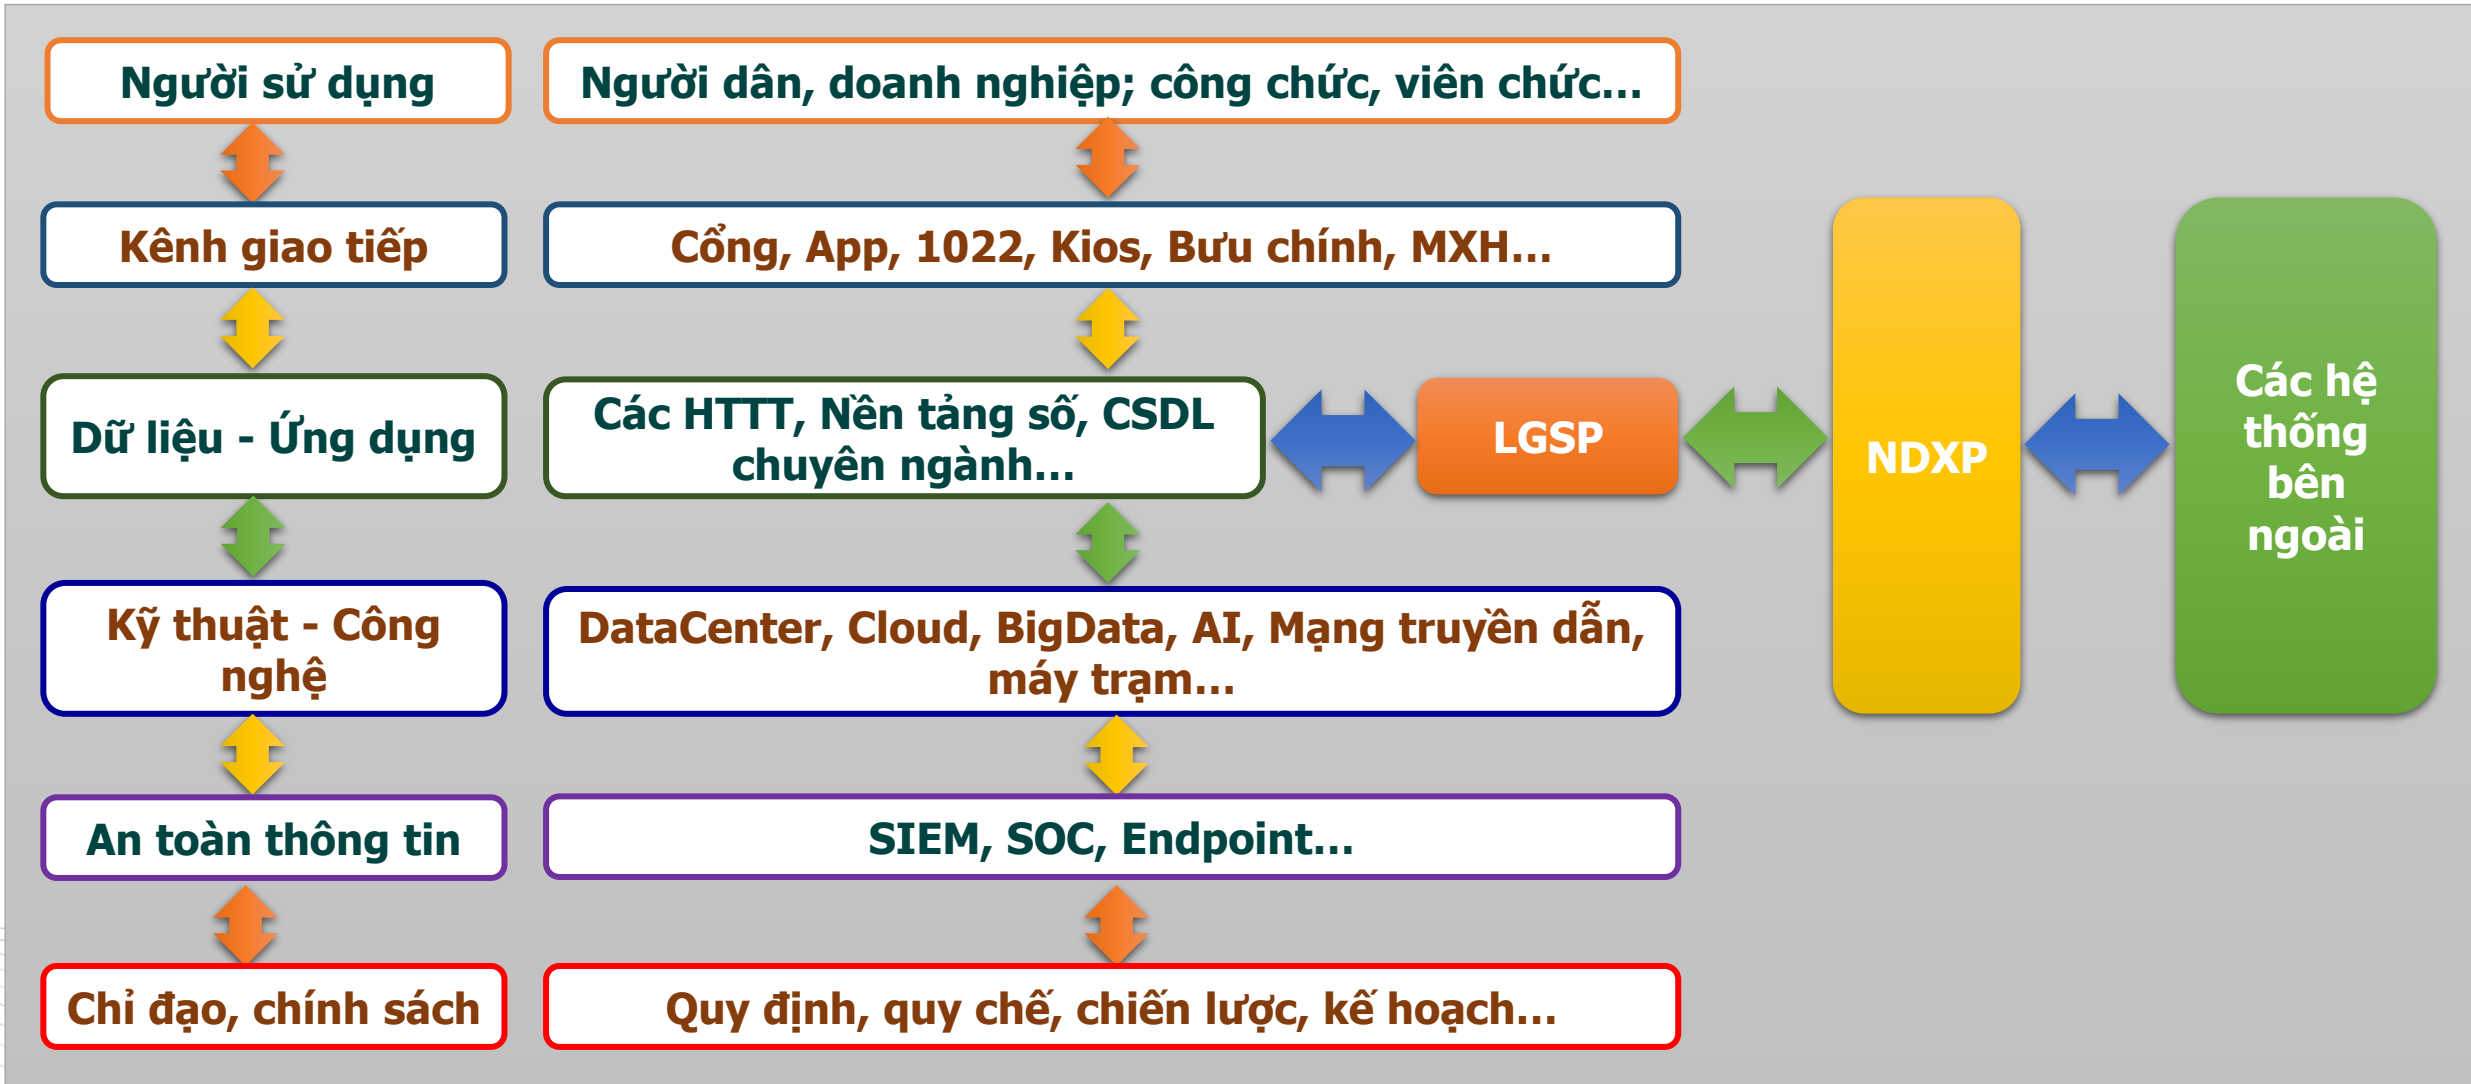 Người sử dụng
Người dân, doanh nghiệp; công chức, viên chức...
Kênh giao tiếp
Cổng, App, 1022, Kios, Bưu chính, MXH...
Dữ liệu - Ứng dụng
Các HTTT, Nền tảng số, CSDL
chuyên ngành...
LGSP
NDXP
Các hệ
thống
bên
ngoài
Kỹ thuật - Công
nghệ
DataCenter, Cloud, BigData, AI, Mạng truyền dẫn,
máy trạm...
An toàn thông tin
SIEM, SOC, Endpoint...
Chỉ đạo, chính sách
Quy định, quy chế, chiến lược, kế hoạch...